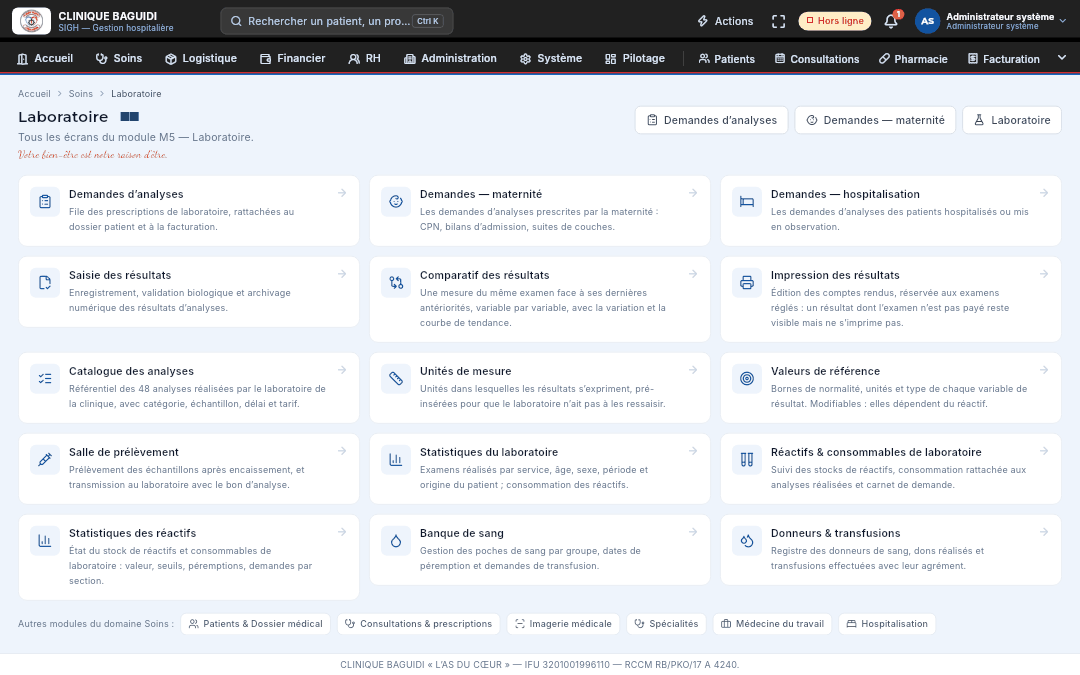 CLINIQUE BAGUIDI
SIGH — Gestion hospitalière
Rechercher un patient, un pro... Ctrl K
Actions
Hors ligne
1
AS
Administrateur système
Administrateur système
Accueil Soins Logistique Financier RH Administration Système Pilotage Patients Consultations Pharmacie Facturation
Accueil > Soins > Laboratoire
Laboratoire
Tous les écrans du module M5 — Laboratoire.
Votre bien-être est notre raison d'être.
Demandes d'analyses Demandes — maternité Laboratoire
Demandes d'analyses
File des prescriptions de laboratoire, rattachées au
dossier patient et à la facturation.
Demandes — maternité
Les demandes d'analyses prescrites par la maternité :
CPN, bilans d'admission, suites de couches.
Demandes — hospitalisation
Les demandes d'analyses des patients hospitalisés ou mis
en observation.
Saisie des résultats
Enregistrement, validation biologique et archivage
numérique des résultats d'analyses.
Comparatif des résultats
Une mesure du même examen face à ses dernières
antériorités, variable par variable, avec la variation et la
courbe de tendance.
Impression des résultats
Édition des comptes rendus, réservée aux examens
réglés : un résultat dont l'examen n'est pas payé reste
visible mais ne s'imprime pas.
Catalogue des analyses
Référentiel des 48 analyses réalisées par le laboratoire de
la clinique, avec catégorie, échantillon, délai et tarif.
Unités de mesure
Unités dans lesquelles les résultats s'expriment, pré-
insérées pour que le laboratoire n'ait pas à les ressaisir.
Valeurs de référence
Bornes de normalité, unités et type de chaque variable de
résultat. Modifiables : elles dépendent du réactif.
Salle de prélèvement
Prélèvement des échantillons après encaissement, et
transmission au laboratoire avec le bon d'analyse.
Statistiques du laboratoire
Examens réalisés par service, âge, sexe, période et
origine du patient ; consommation des réactifs.
Réactifs & consommables de laboratoire
Suivi des stocks de réactifs, consommation rattachée aux
analyses réalisées et carnet de demande.
Statistiques des réactifs
État du stock de réactifs et consommables de
laboratoire : valeur, seuils, péremptions, demandes par
section.
Banque de sang
Gestion des poches de sang par groupe, dates de
péremption et demandes de transfusion.
Donneurs & transfusions
Registre des donneurs de sang, dons réalisés et
transfusions effectuées avec leur agrément.
Autres modules du domaine Soins : Patients & Dossier médical Consultations & prescriptions Imagerie médicale Spécialités Médecine du travail Hospitalisation
CLINIQUE BAGUIDI « L'AS DU CŒUR » — IFU 3201001996110 — RCCM RB/PKO/17 A 4240.